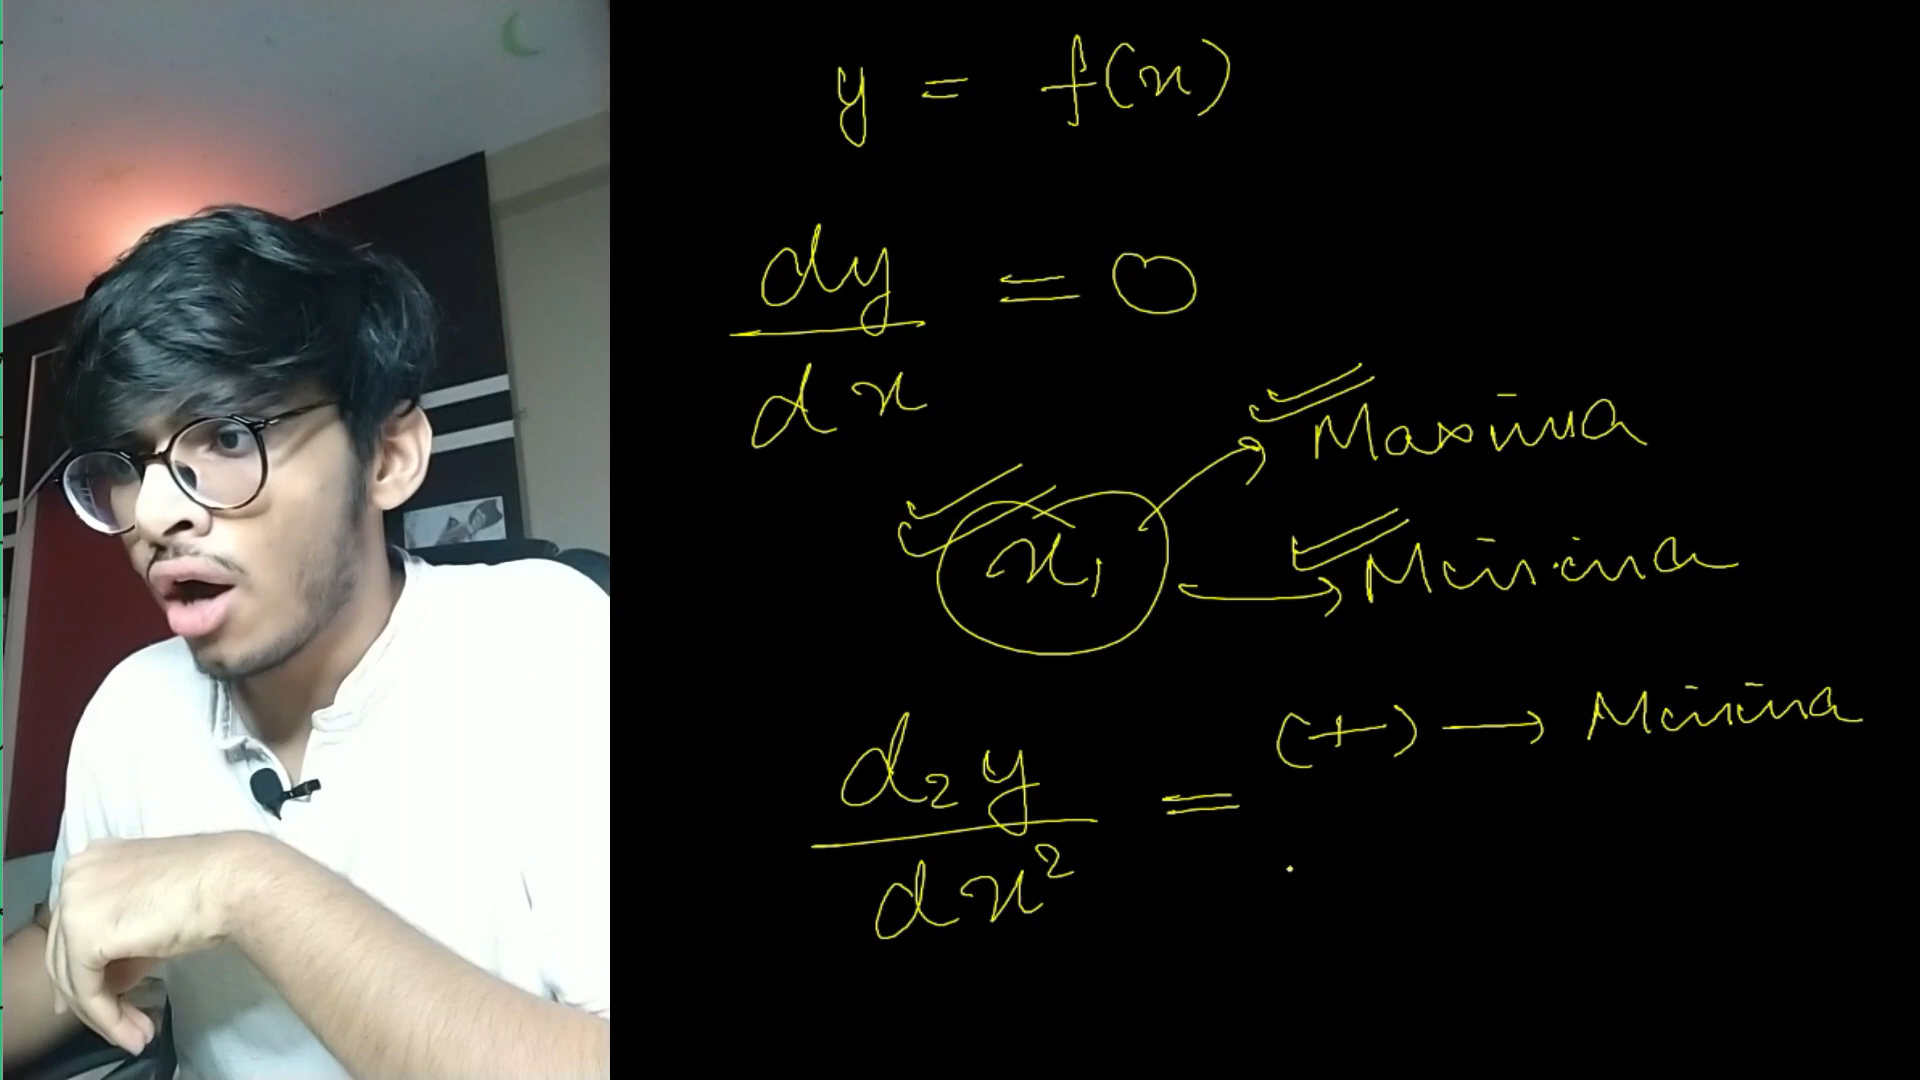 y = f(x)
dy/dx = 0
Maxima
x₁
Minima
d₂y/dx² = (+) → Minima